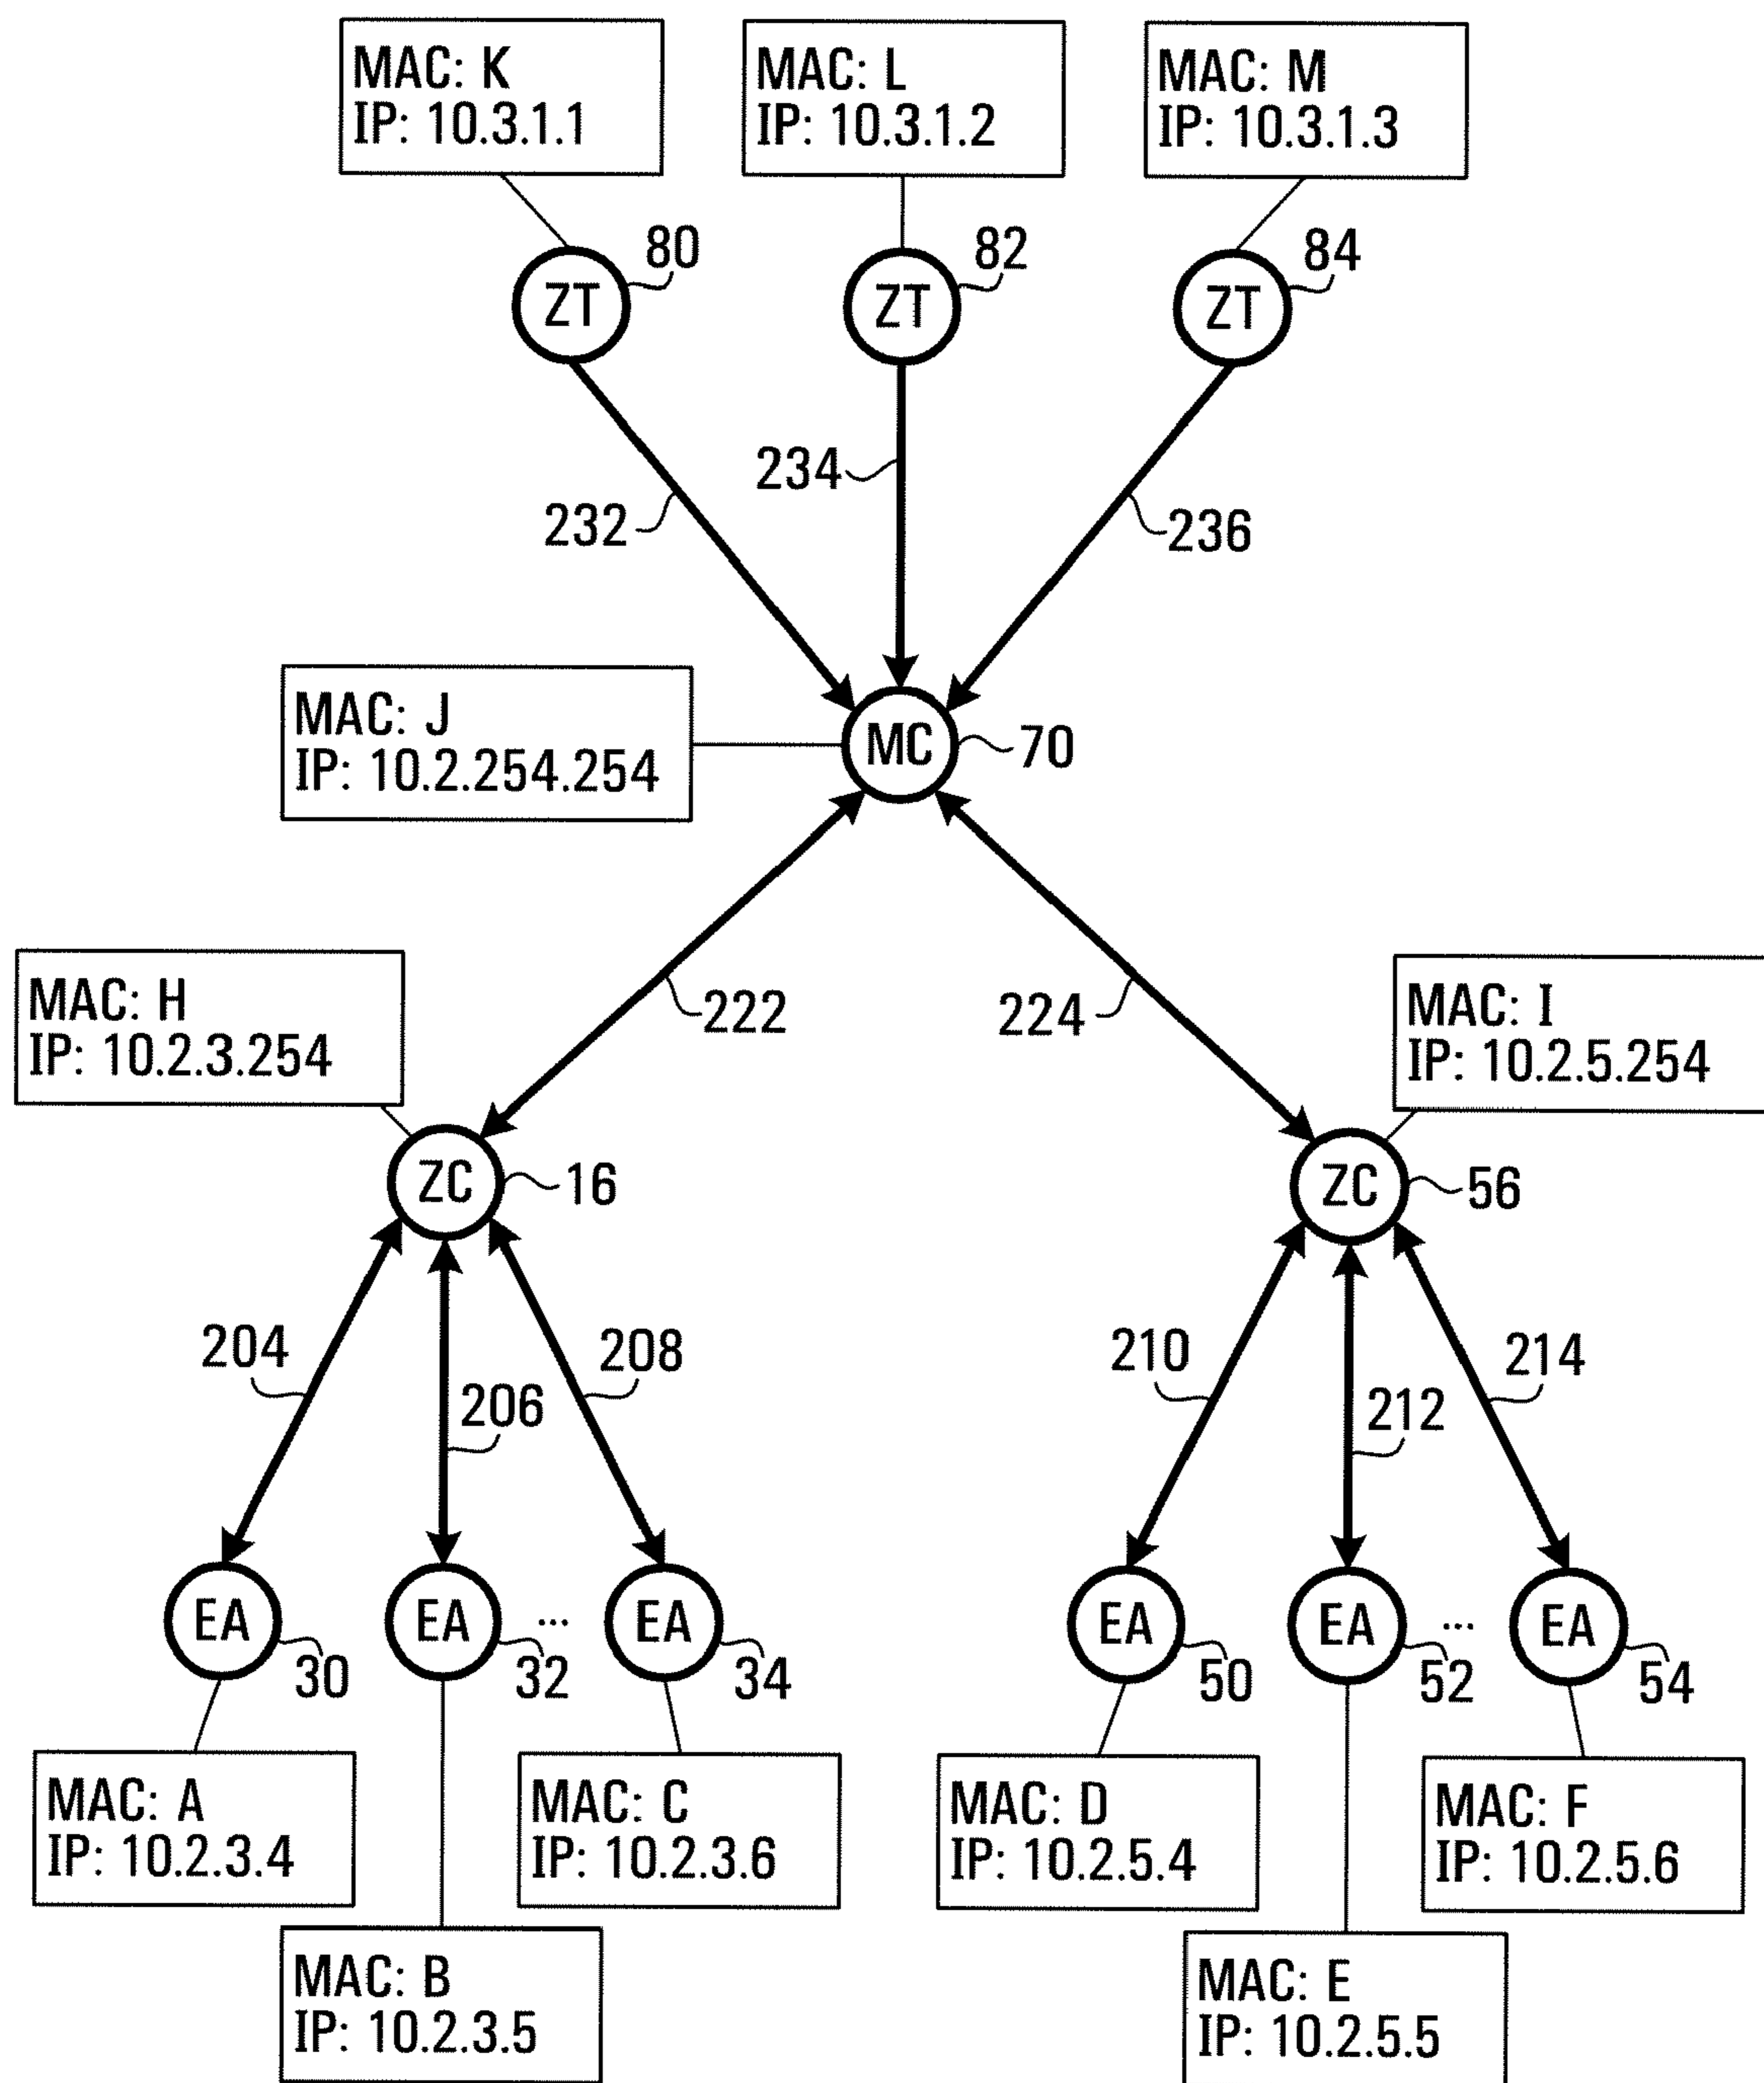 MAC: K
IP: 10.3.1.1
MAC: L
IP: 10.3.1.2
MAC: M
IP: 10.3.1.3
80
82
84
ZT
ZT
ZT
232
234
236
MAC: J
IP: 10.2.254.254
MC
70
222
224
MAC: H
IP: 10.2.3.254
MAC: I
IP: 10.2.5.254
ZC
16
ZC
56
204
206
208
210
212
214
EA
30
EA
32
...
EA
34
EA
50
EA
52
...
EA
54
MAC: A
IP: 10.2.3.4
MAC: C
IP: 10.2.3.6
MAC: D
IP: 10.2.5.4
MAC: F
IP: 10.2.5.6
MAC: B
IP: 10.2.3.5
MAC: E
IP: 10.2.5.5